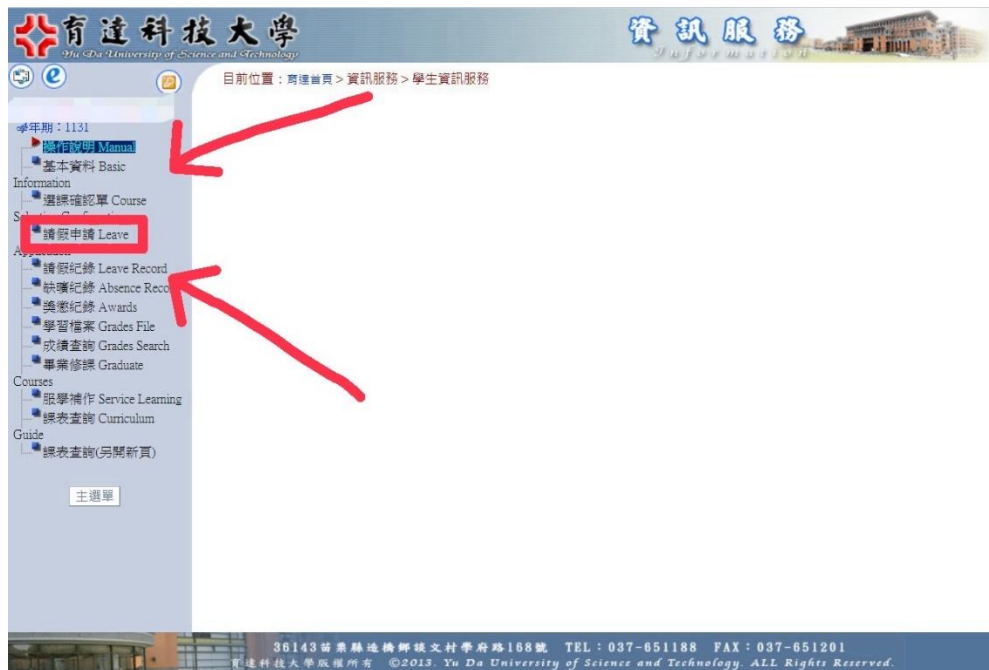 育達科技大學
Yu Da University of Science and Technology
資訊服務
Information
目前位置：育達首頁 > 資訊服務 > 學生資訊服務
學年期：1131
操作說明 Manual
基本資料 Basic
Information
選課確認單 Course
請假申請 Leave
請假紀錄 Leave Record
缺曠紀錄 Absence Reco
獎懲紀錄 Awards
學習檔案 Grades File
成績查詢 Grades Search
畢業修課 Graduate
Courses
服學補作 Service Learning
課表查詢 Curriculum
Guide
課表查詢(另開新頁)
主選單
36143苗栗縣造橋鄉談文村學府路168號 TEL：037-651188 FAX：037-651201
育達科技大學版權所有 ©2013. Yu Da University of Science and Technology. ALL Rights Reserved.